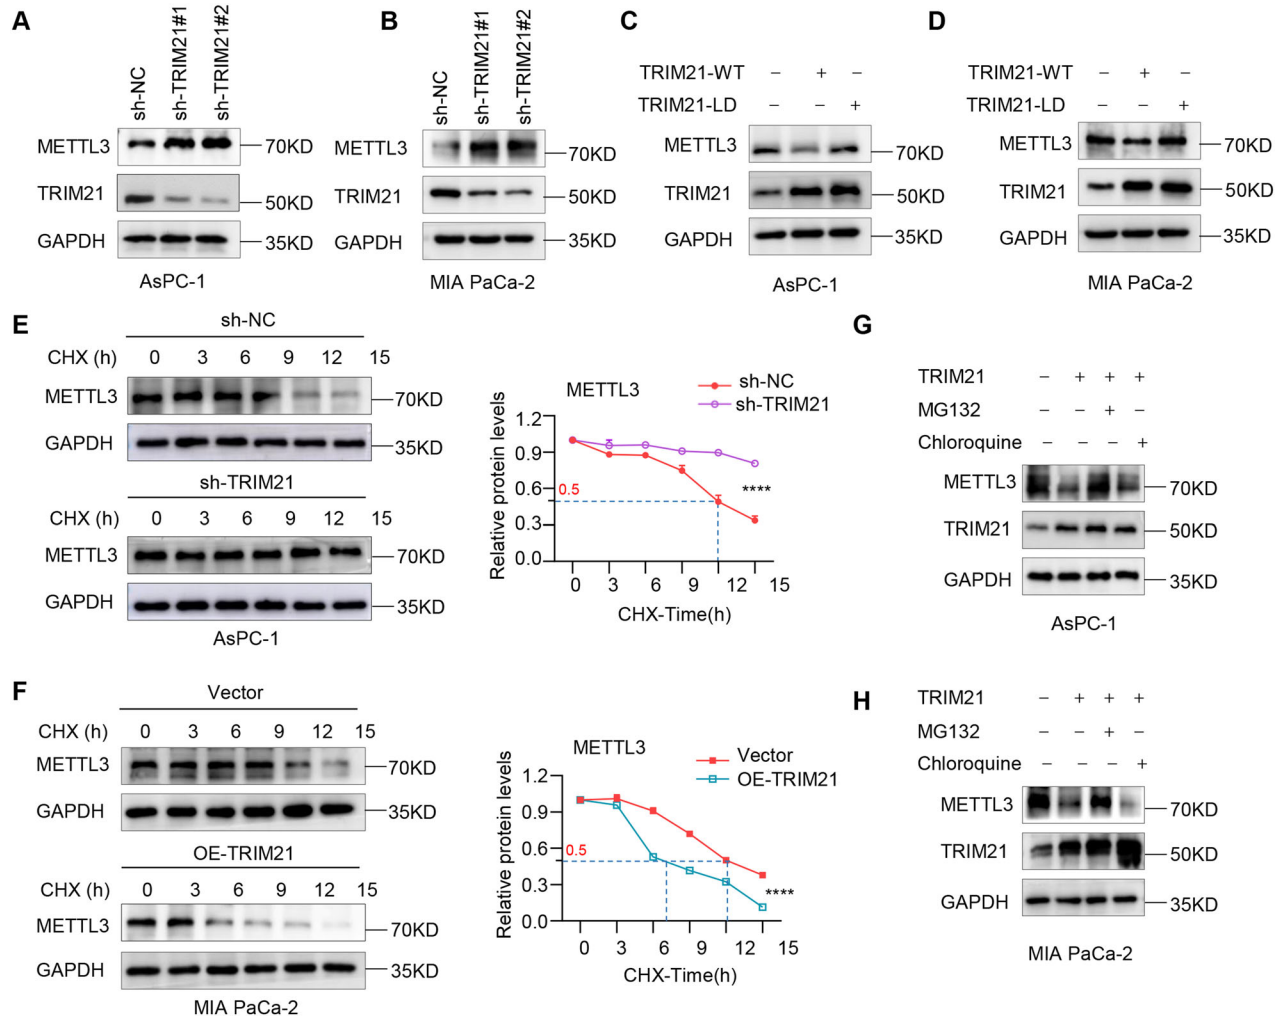 A
sh-NC
sh-TRIM21#1
sh-TRIM21#2
METTL3
70KD
TRIM21
50KD
GAPDH
35KD
AsPC-1
B
sh-NC
sh-TRIM21#1
sh-TRIM21#2
METTL3
70KD
TRIM21
50KD
GAPDH
35KD
MIA PaCa-2
C
TRIM21-WT − + −
TRIM21-LD − − +
METTL3
70KD
TRIM21
50KD
GAPDH
35KD
AsPC-1
D
TRIM21-WT − + −
TRIM21-LD − − +
METTL3
70KD
TRIM21
50KD
GAPDH
35KD
MIA PaCa-2
E
sh-NC
CHX (h) 0 3 6 9 12 15
METTL3
70KD
GAPDH
35KD
sh-TRIM21
CHX (h) 0 3 6 9 12 15
METTL3
70KD
GAPDH
35KD
AsPC-1
METTL3
sh-NC
sh-TRIM21
Relative protein levels
1.2
0.9
0.6
0.5
0.3
0.0
****
0 3 6 9 12 15
CHX-Time(h)
F
Vector
CHX (h) 0 3 6 9 12 15
METTL3
70KD
GAPDH
35KD
OE-TRIM21
CHX (h) 0 3 6 9 12 15
METTL3
70KD
GAPDH
35KD
MIA PaCa-2
METTL3
Vector
OE-TRIM21
Relative protein levels
1.2
0.9
0.6
0.5
0.3
0.0
****
0 3 6 9 12 15
CHX-Time(h)
G
TRIM21 − + + +
MG132 − − + −
Chloroquine − − − +
METTL3
70KD
TRIM21
50KD
GAPDH
35KD
AsPC-1
H
TRIM21 − + + +
MG132 − − + −
Chloroquine − − − +
METTL3
70KD
TRIM21
50KD
GAPDH
35KD
MIA PaCa-2